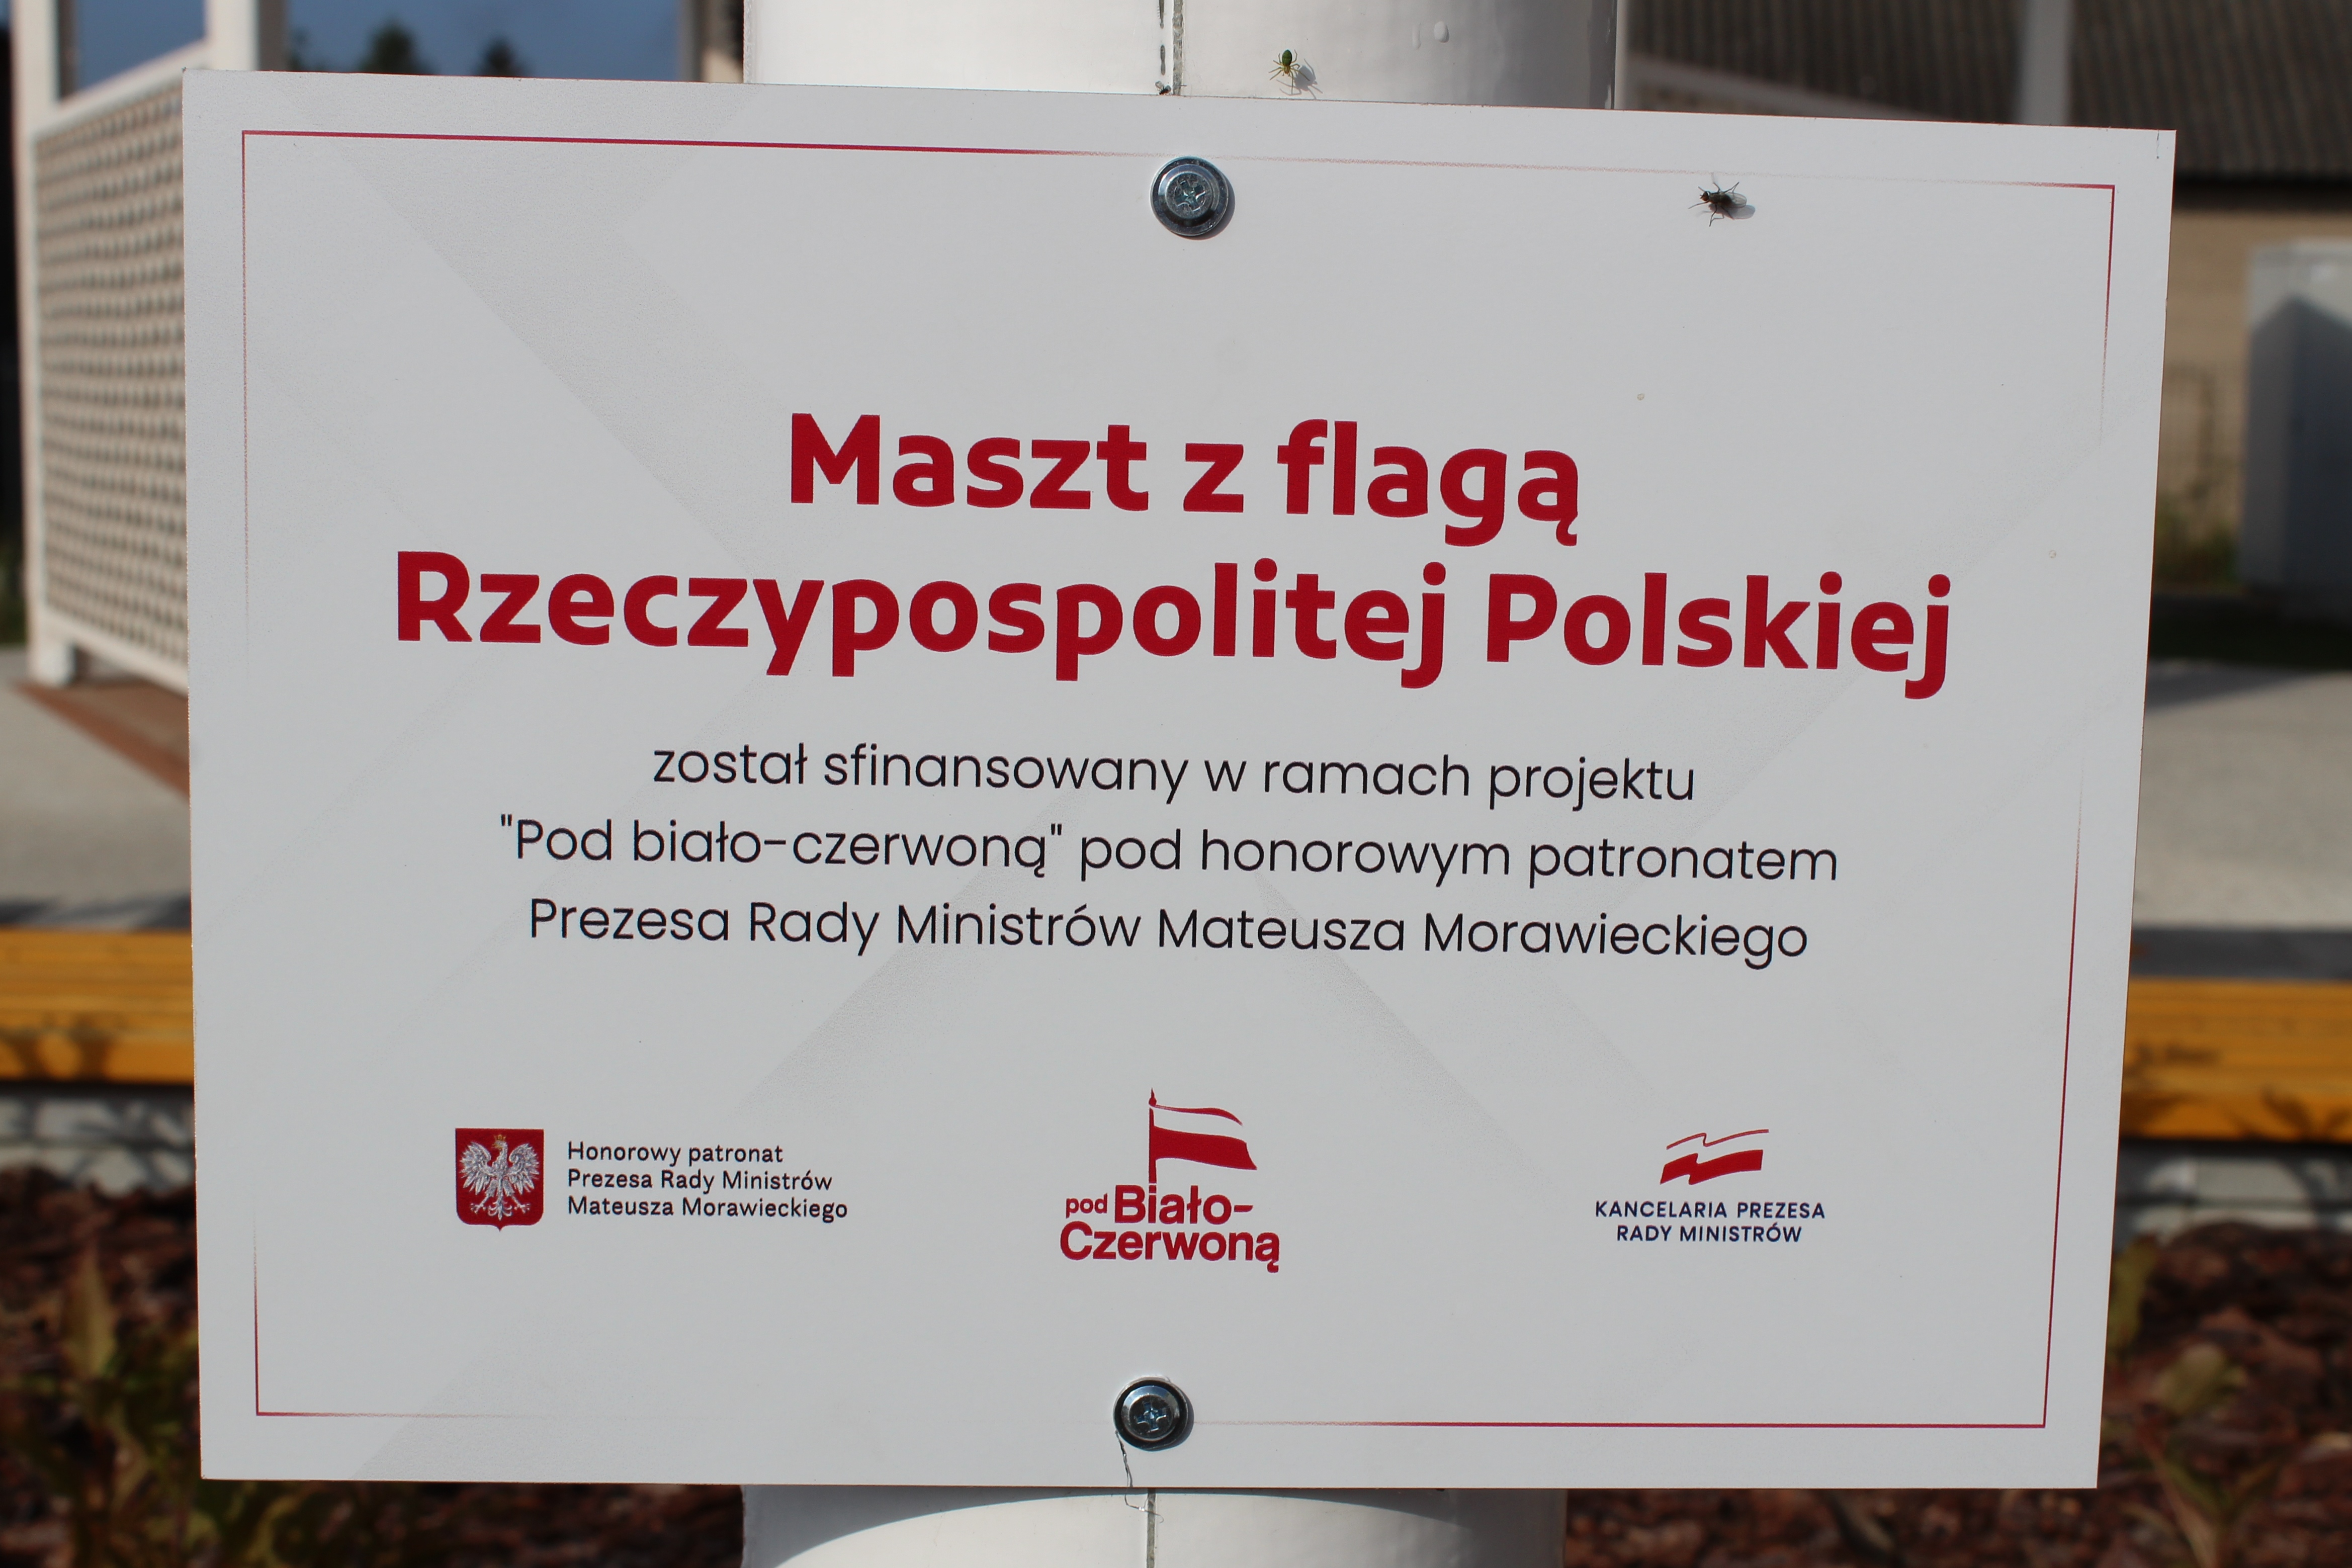 Maszt z flagą
Rzeczypospolitej Polskiej
został sfinansowany w ramach projektu
"Pod biało-czerwoną" pod honorowym patronatem
Prezesa Rady Ministrów Mateusza Morawieckiego
Honorowy patronat
Prezesa Rady Ministrów
Mateusza Morawieckiego
pod Biało-
Czerwoną
KANCELARIA PREZESA
RADY MINISTRÓW